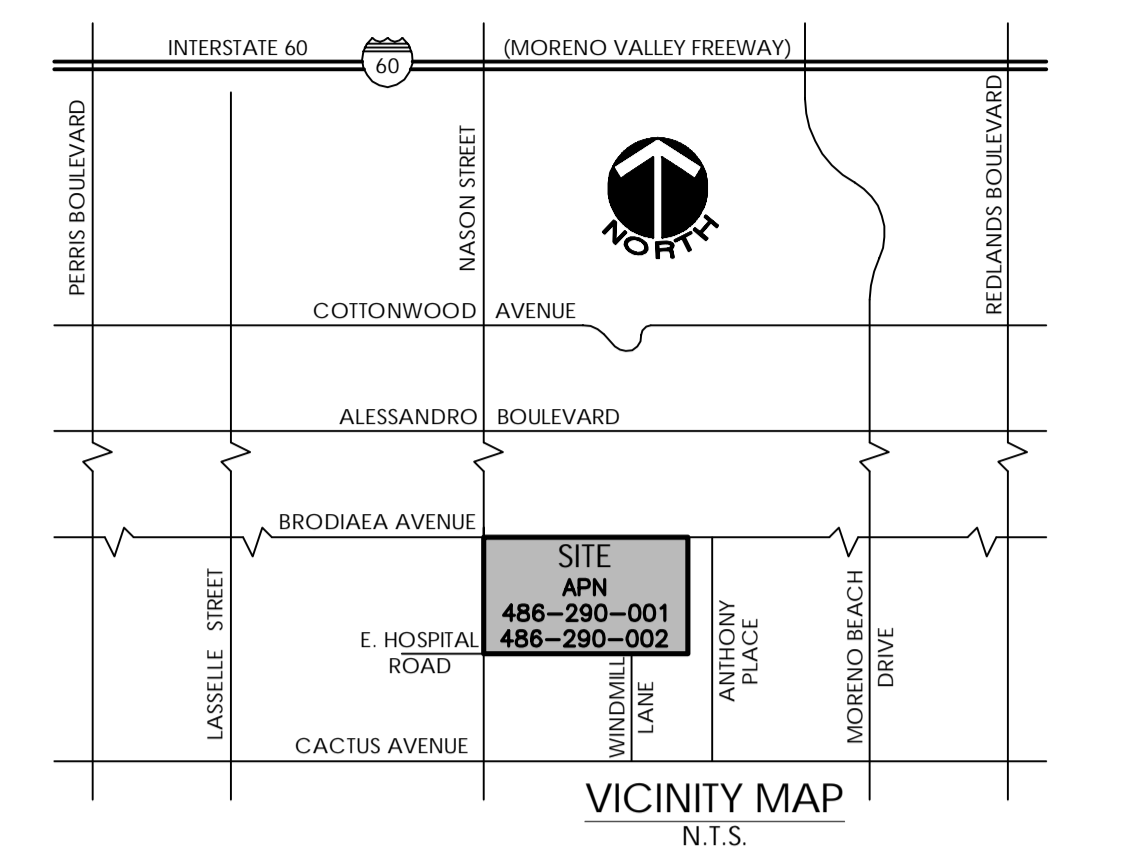 INTERSTATE 60
60
(MORENO VALLEY FREEWAY)
PERRIS BOULEVARD
NASON STREET
REDLANDS BOULEVARD
NORTH
COTTONWOOD AVENUE
ALESSANDRO BOULEVARD
BRODIAEA AVENUE
SITE
APN
486-290-001
486-290-002
E. HOSPITAL
ROAD
LASSELLE STREET
WINDMILL
LANE
ANTHONY
PLACE
MORENO BEACH
DRIVE
CACTUS AVENUE
VICINITY MAP
N.T.S.